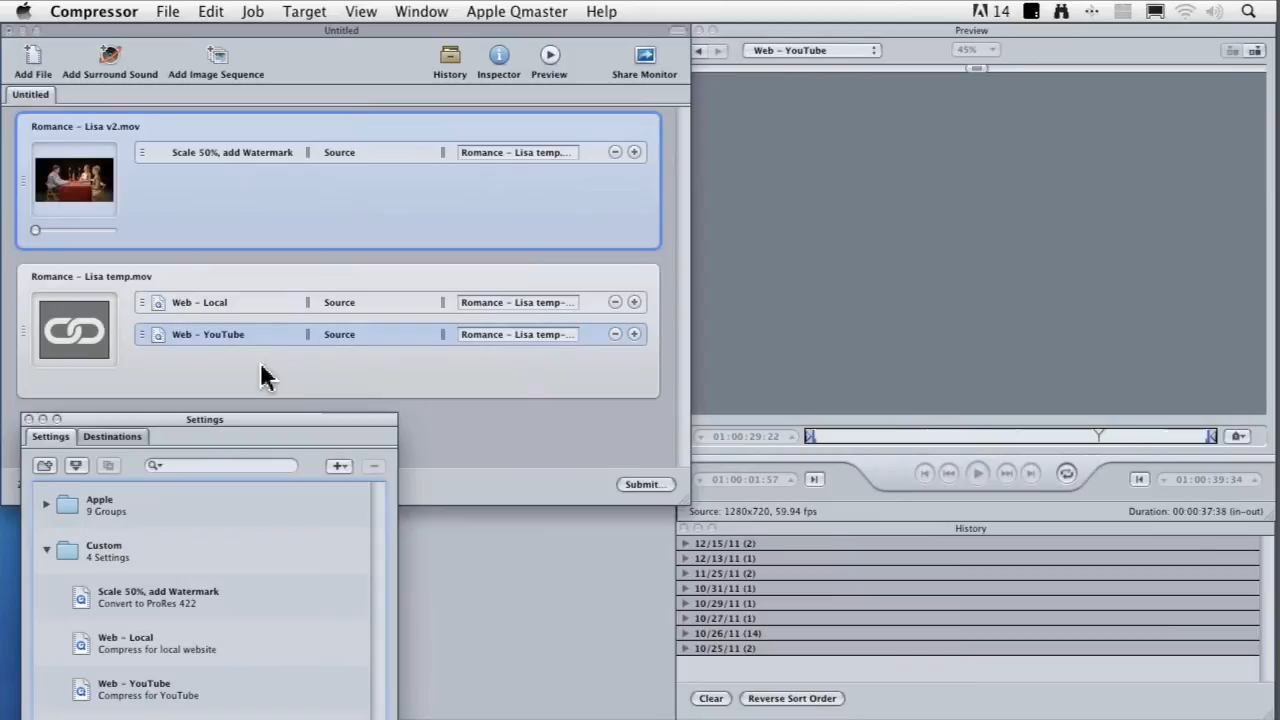 Compressor File Edit Job Target View Window Apple Qmaster Help 14
Untitled
Preview
Web – YouTube 45%
Add File Add Surround Sound Add Image Sequence History Inspector Preview Share Monitor
Untitled
Romance – Lisa v2.mov
Scale 50%, add Watermark Source Romance – Lisa temp....
Romance – Lisa temp.mov
Web – Local Source Romance – Lisa temp-...
Web – YouTube Source Romance – Lisa temp-...
Settings
Settings Destinations
Apple
9 Groups
Custom
4 Settings
Scale 50%, add Watermark
Convert to ProRes 422
Web – Local
Compress for local website
Web – YouTube
Compress for YouTube
Submit...
01:00:29:22
01:00:01:57 01:00:39:34
Source: 1280x720, 59.94 fps Duration: 00:00:37:38 (in-out)
History
12/15/11 (2)
12/13/11 (1)
11/25/11 (2)
10/31/11 (1)
10/29/11 (1)
10/27/11 (1)
10/26/11 (14)
10/25/11 (2)
Clear Reverse Sort Order